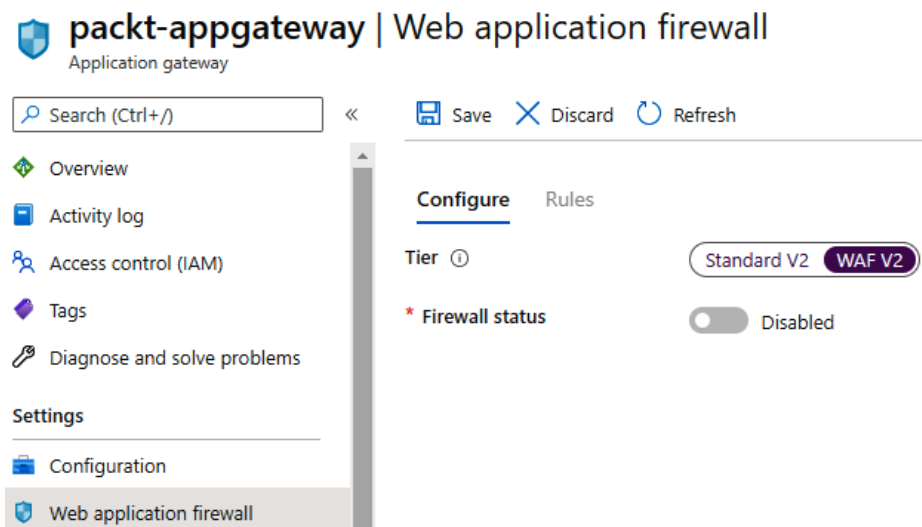 packt-appgateway | Web application firewall
Application gateway
Search (Ctrl+/)
«
Save
Discard
Refresh
Overview
Activity log
Access control (IAM)
Tags
Diagnose and solve problems
Settings
Configuration
Web application firewall
Configure
Rules
Tier
Standard V2
WAF V2
* Firewall status
Disabled